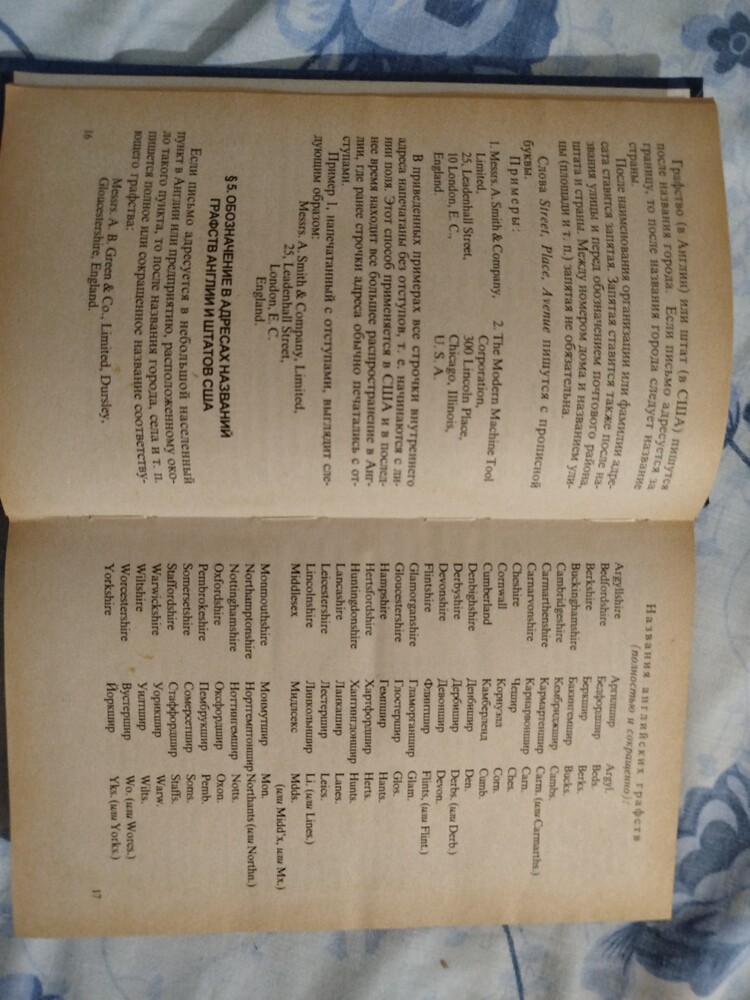 Графство (в Англии) или штат (в США) пишутся
после названия города. Если письмо адресуется за
границу, то после названия города следует название
страны.
После наименования организации или фамилии адре-
сата ставится запятая. Запятая ставится также после на-
звания улицы и перед обозначением почтового района,
штата и страны. Между номером дома и названием ули-
цы (площади и т. п.) запятая не обязательна.
Слова Street, Place, Avenue пишутся с прописной
буквы.
Примеры:
1. Messrs. A. Smith & Company,
Limited,
25, Leadenhall Street,
10 London, E. C.,
England.
2. The Modern Machine Tool
Corporation,
300 Lincoln Place,
Chicago, Illinois,
U. S. A.
В приведенных примерах все строчки внутреннего
адреса напечатаны без отступов, т. е. начинаются с ли-
нии поля. Этот способ применяется в США и в послед-
нее время находит все большее распространение в Анг-
лии, где ранее строчки адреса обычно печатались с от-
ступами.
Пример 1, напечатанный с отступами, выглядит сле-
дующим образом:
Messrs. A. Smith & Company, Limited,
25, Leadenhall Street,
London, E. C.
England.
§ 5. ОБОЗНАЧЕНИЕ В АДРЕСАХ НАЗВАНИЙ
ГРАФСТВ АНГЛИИ И ШТАТОВ США
Если письмо адресуется в небольшой населенный
пункт в Англии или предприятию, расположенному око-
ло такого пункта, то после названия города, села и т. п.
пишется полное или сокращенное название соответству-
ющего графства:
Messrs. A. B. Green & Co., Limited, Dursley,
Gloucestershire, England.
16
Названия английских графств
(полностью и сокращенно):
Argyllshire Аргилшир Argyl.
Bedfordshire Бедфордшир Beds.
Berkshire Беркшир Berks.
Buckinghamshire Бакингемшир Bucks.
Cambridgeshire Кембриджшир Cambs.
Carmarthenshire Кармартеншир Carm. (или Carmarths.)
Carnarvonshire Карнарвоншир Carn.
Cheshire Чешир Ches.
Cornwall Корнуэлл Corn.
Cumberland Камберленд Cumb.
Denbighshire Денбишир Den.
Derbyshire Дербишир Derbs. (или Derb.)
Devonshire Девоншир Devon.
Flintshire Флинтшир Flints, (или Flint.)
Glamorganshire Гламорганшир Glam.
Gloucestershire Глостершир Glos.
Hampshire Гемпшир Hants.
Hertsfordshire Хартфордшир Herts.
Huntingdonshire Хантингдоншир Hunts.
Lancashire Ланкашир Lanes.
Leicestershire Лестершир Leics.
Lincolnshire Линкольншир Li. (или Lines.)
Middlesex Мидлсекс Mdds.
(или Midd'x, или Mx.)
Monmouthshire Монмутшир Mon.
Northamptonshire Нортгемптоншир Northants (или Northn.)
Nottinghamshire Ноттингемшир Notts.
Oxfordshire Оксфордшир Oxon.
Pembrokeshire Пембрукшир Pemb.
Somersetshire Сомерсетшир Soms.
Staffordshire Стаффордшир Staffs.
Warwickshire Уорикшир Warw.
Wiltshire Уилтшир Wilts.
Worcestershire Вустершир Wo. (или Wores.)
Yorkshire Йоркшир Yks. (или Yorks.)
17